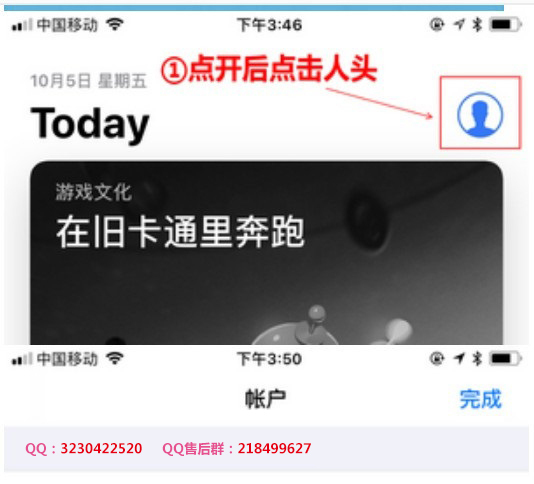 中国移动 下午3:46
①点开后点击人头
10月5日 星期五
Today
游戏文化
在旧卡通里奔跑
中国移动 下午3:50
帐户 完成
QQ：3230422520 QQ售后群：218499627